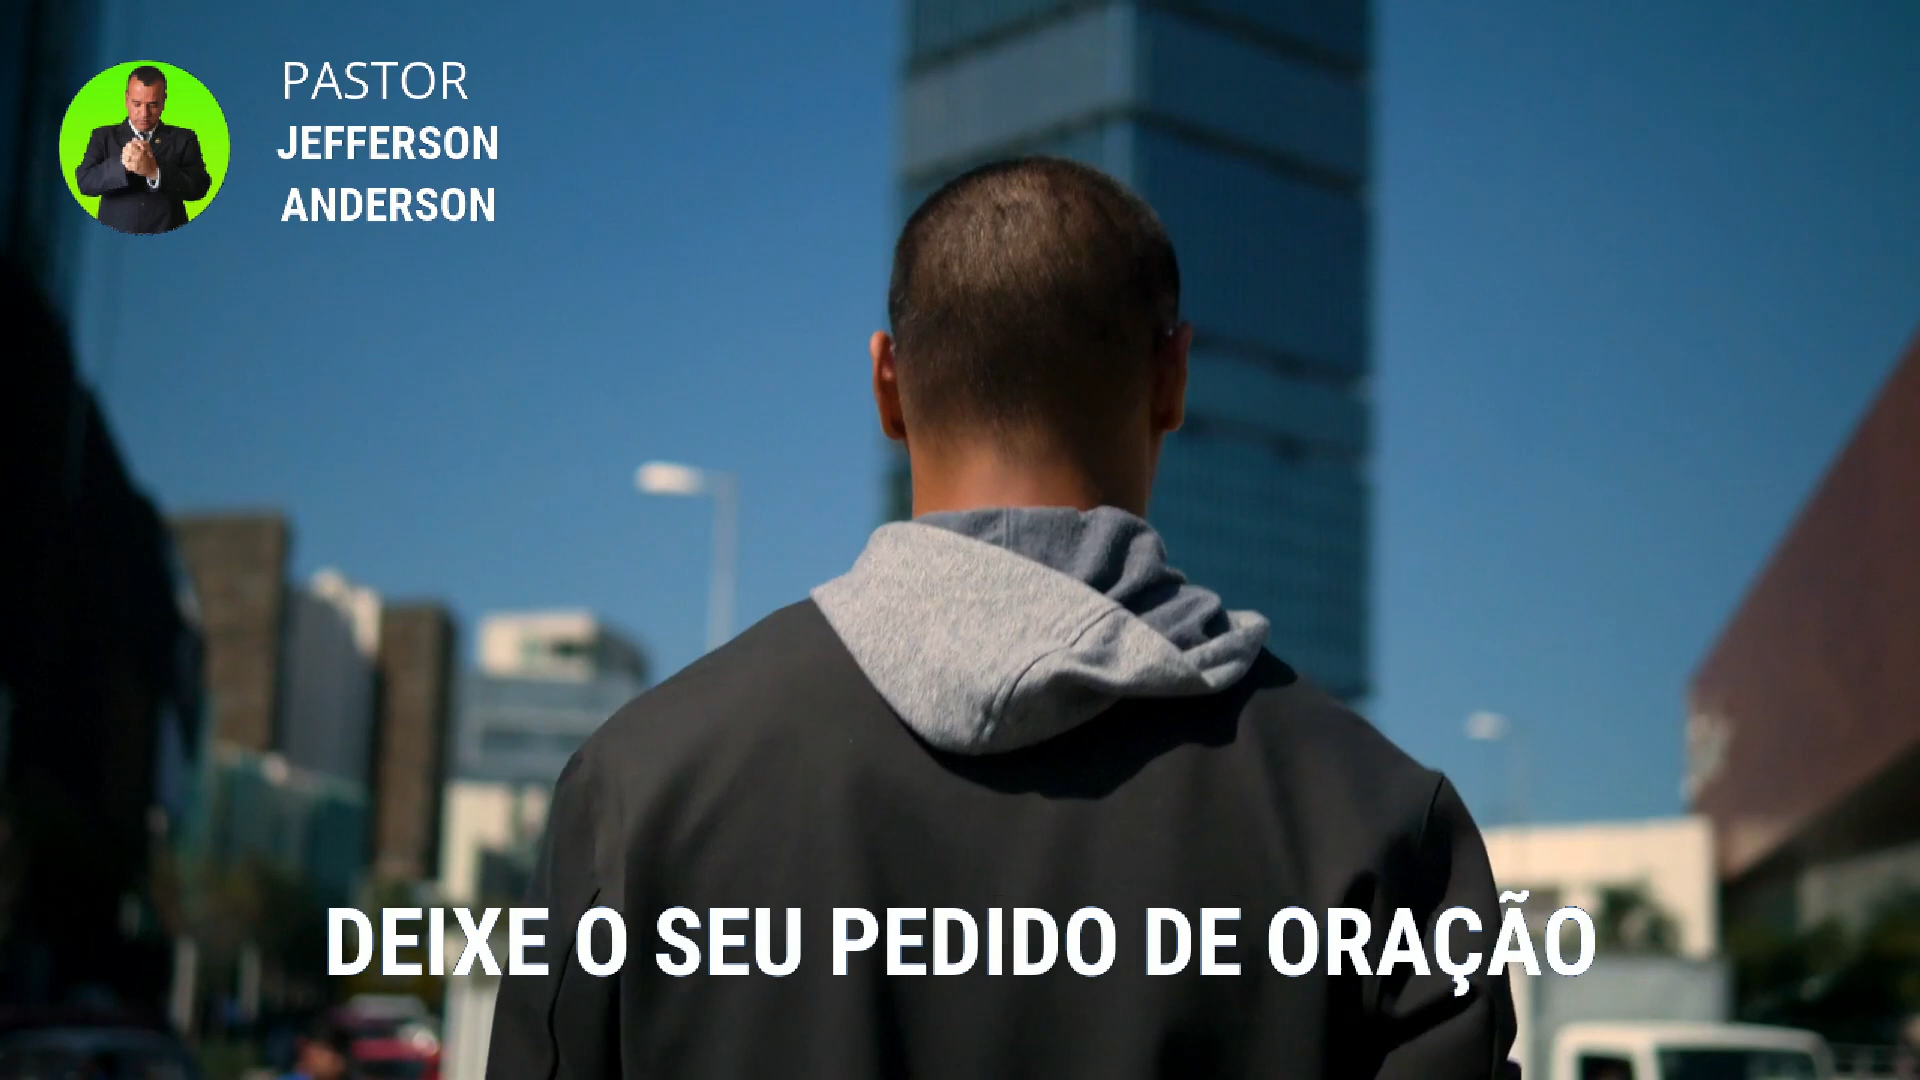 PASTOR
JEFFERSON
ANDERSON
DEIXE O SEU PEDIDO DE ORAÇÃO